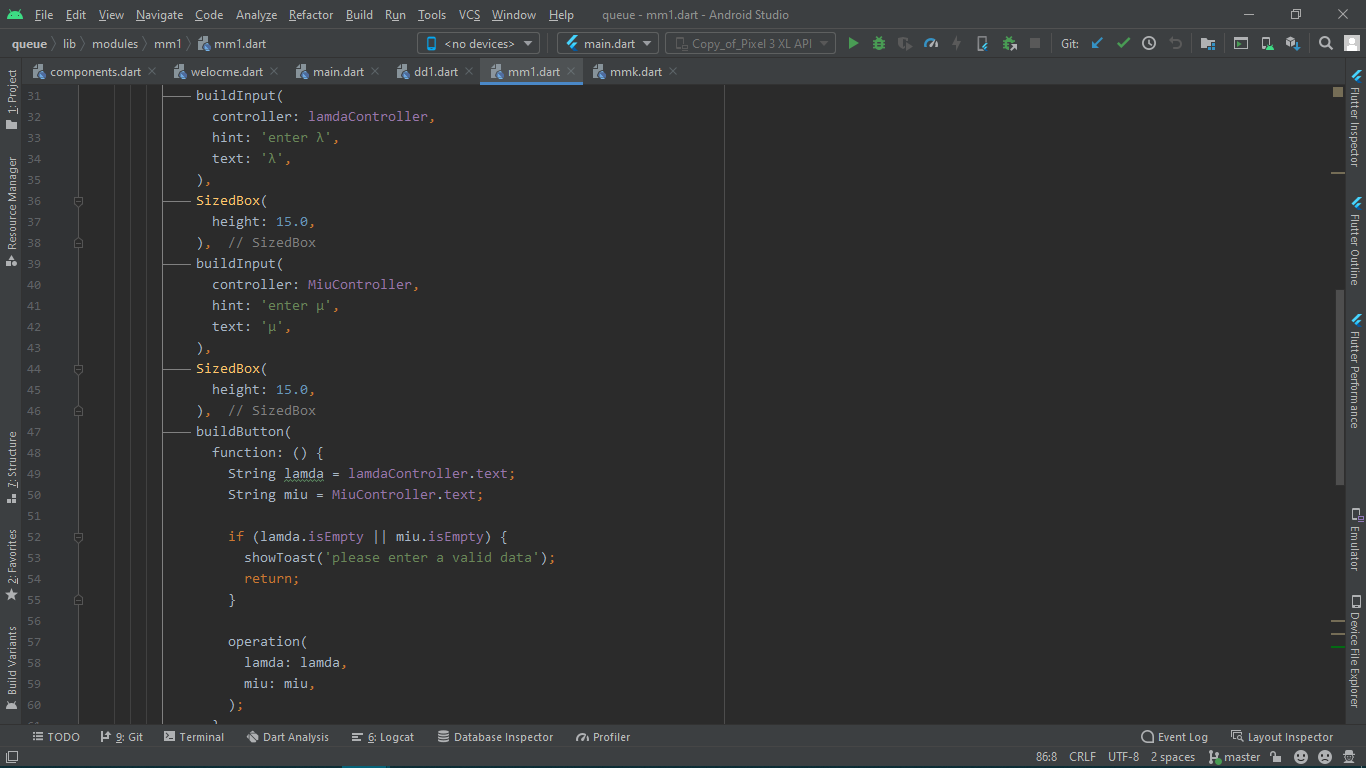 File Edit View Navigate Code Analyze Refactor Build Run Tools VCS Window Help queue - mm1.dart - Android Studio
queue lib modules mm1 mm1.dart <no devices> main.dart Copy_of_Pixel 3 XL API Git:
components.dart welocme.dart main.dart dd1.dart mm1.dart mmk.dart
1: Project
Resource Manager
7: Structure
2: Favorites
Build Variants
31 buildInput(
32 controller: lamdaController,
33 hint: 'enter λ',
34 text: 'λ',
35 ),
36 SizedBox(
37 height: 15.0,
38 ), // SizedBox
39 buildInput(
40 controller: MiuController,
41 hint: 'enter µ',
42 text: 'µ',
43 ),
44 SizedBox(
45 height: 15.0,
46 ), // SizedBox
47 buildButton(
48 function: () {
49 String lamda = lamdaController.text;
50 String miu = MiuController.text;
51
52 if (lamda.isEmpty || miu.isEmpty) {
53 showToast('please enter a valid data');
54 return;
55 }
56
57 operation(
58 lamda: lamda,
59 miu: miu,
60 );
Flutter Inspector
Flutter Outline
Flutter Performance
Emulator
Device File Explorer
TODO 9: Git Terminal Dart Analysis 6: Logcat Database Inspector Profiler Event Log Layout Inspector
86:8 CRLF UTF-8 2 spaces master